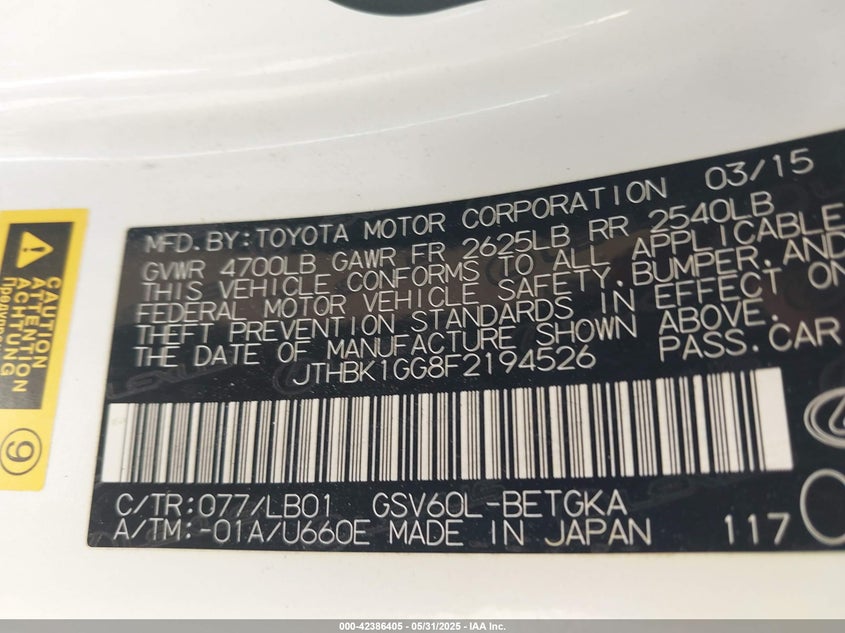 MFD. BY: TOYOTA MOTOR CORPORATION 03/15
GVWR 4700LB GAWR FR 2625LB RR 2540LB
THIS VEHICLE CONFORMS TO ALL APPLICABLE
FEDERAL MOTOR VEHICLE SAFETY, BUMPER, AND
THEFT PREVENTION STANDARDS IN EFFECT ON
THE DATE OF MANUFACTURE SHOWN ABOVE.
JTHBK1GG8F2194526 PASS. CAR
C/TR:077/LB01 GSV60L-BETGKA
A/TM:-01A/U660E MADE IN JAPAN 117
CAUTION
ATTENTION
ACHTUNG
9
000-42386405 - 05/31/2025 - IAA Inc.